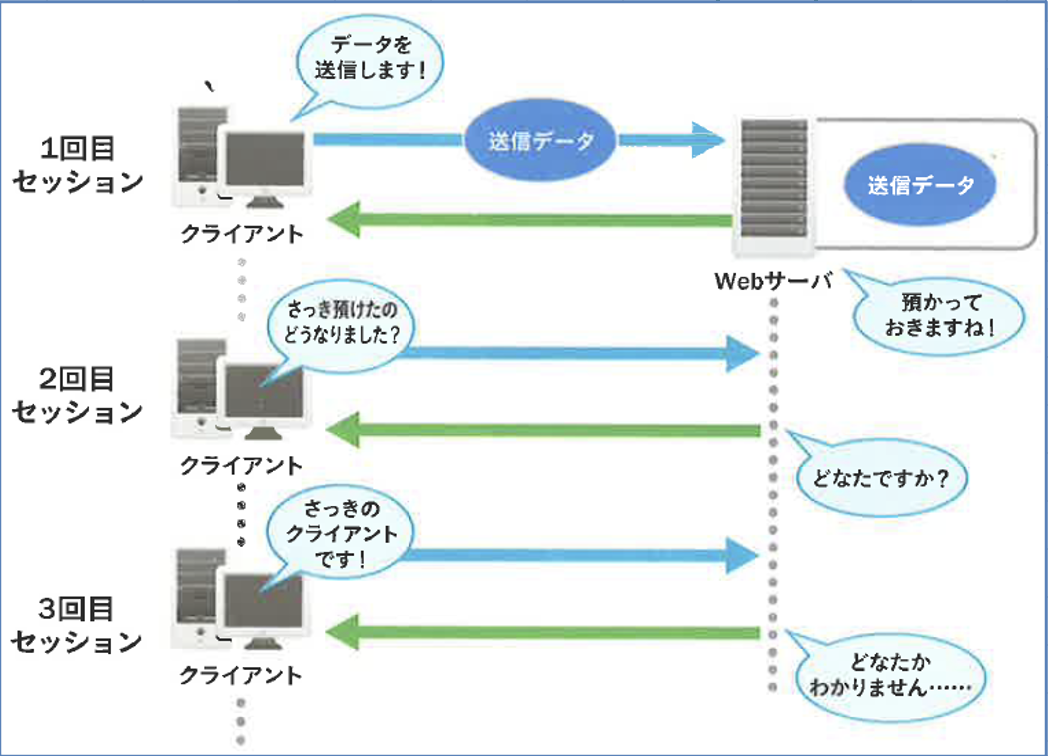 データを
送信します!
1回目
セッション
送信データ
送信データ
クライアント
Webサーバ
預かって
おきますね!
さっき預けたの
どうなりました?
2回目
セッション
クライアント
どなたですか?
さっきの
クライアント
です!
3回目
セッション
クライアント
どなたか
わかりません……